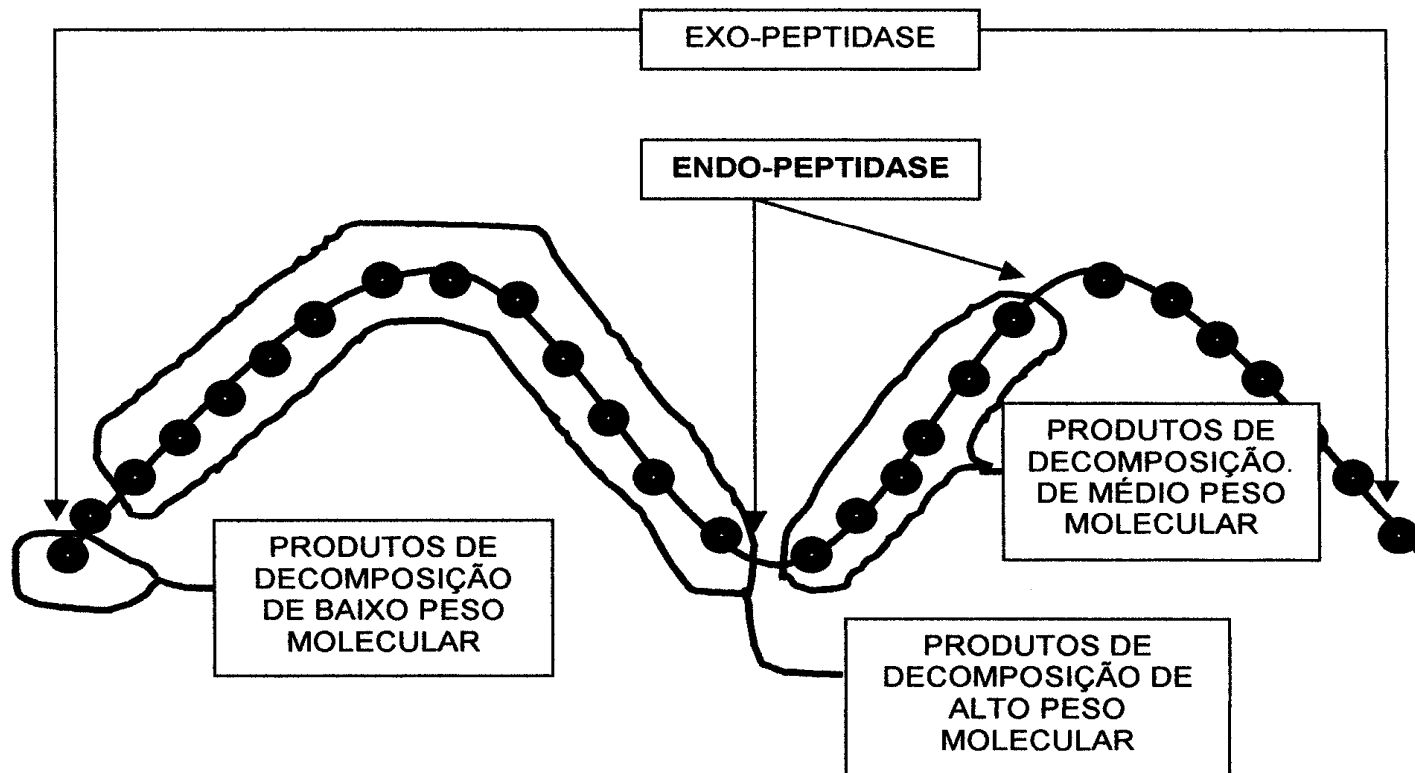 EXO-PEPTIDASE
ENDO-PEPTIDASE
PRODUTOS DE
DECOMPOSIÇÃO.
DE MÉDIO PESO
MOLECULAR
PRODUTOS DE
DECOMPOSIÇÃO
DE BAIXO PESO
MOLECULAR
PRODUTOS DE
DECOMPOSIÇÃO DE
ALTO PESO
MOLECULAR